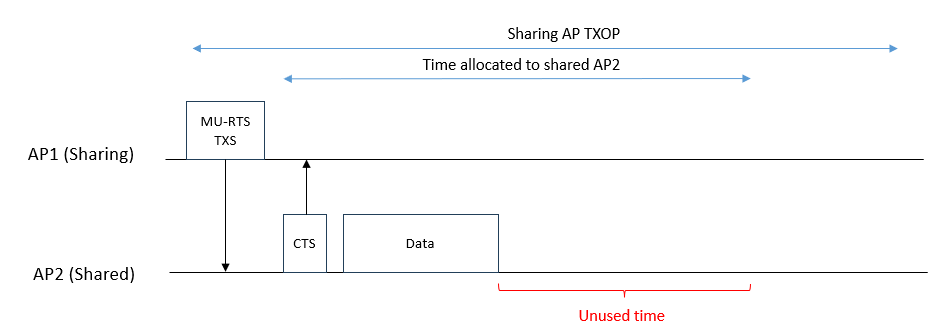 Sharing AP TXOP
Time allocated to shared AP2
MU-RTS
TXS
AP1 (Sharing)
CTS
Data
AP2 (Shared)
Unused time